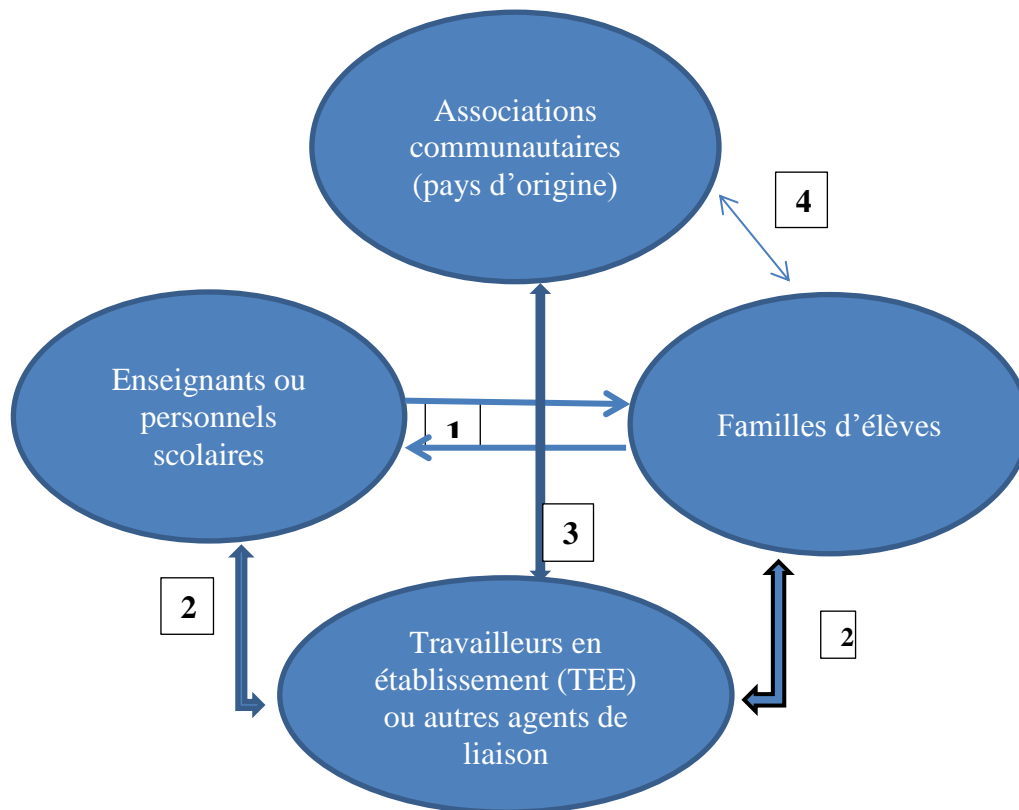 Associations
communautaires
(pays d’origine)
4
Enseignants ou
personnels
scolaires
1
Familles d’élèves
3
2
2
Travailleurs en
établissement (TEE)
ou autres agents de
liaison